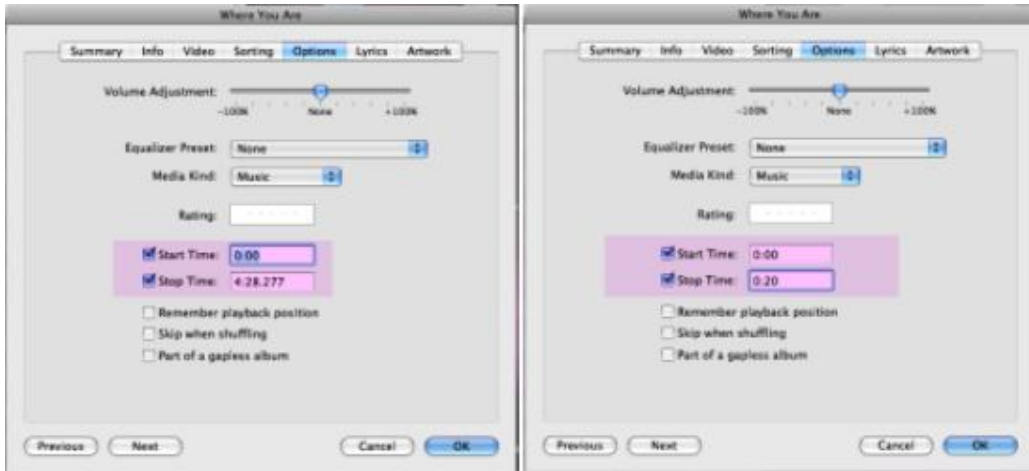 Where You Are
Summary Info Video Sorting Options Lyrics Artwork
Volume Adjustment:
-100% None +100%
Equalizer Preset: None
Media Kind: Music
Rating:
Start Time: 0:00
Stop Time: 4:28.277
Remember playback position
Skip when shuffling
Part of a gapless album
Previous Next Cancel OK
Where You Are
Summary Info Video Sorting Options Lyrics Artwork
Volume Adjustment:
-100% None +100%
Equalizer Preset: None
Media Kind: Music
Rating:
Start Time: 0:00
Stop Time: 0:20
Remember playback position
Skip when shuffling
Part of a gapless album
Previous Next Cancel OK